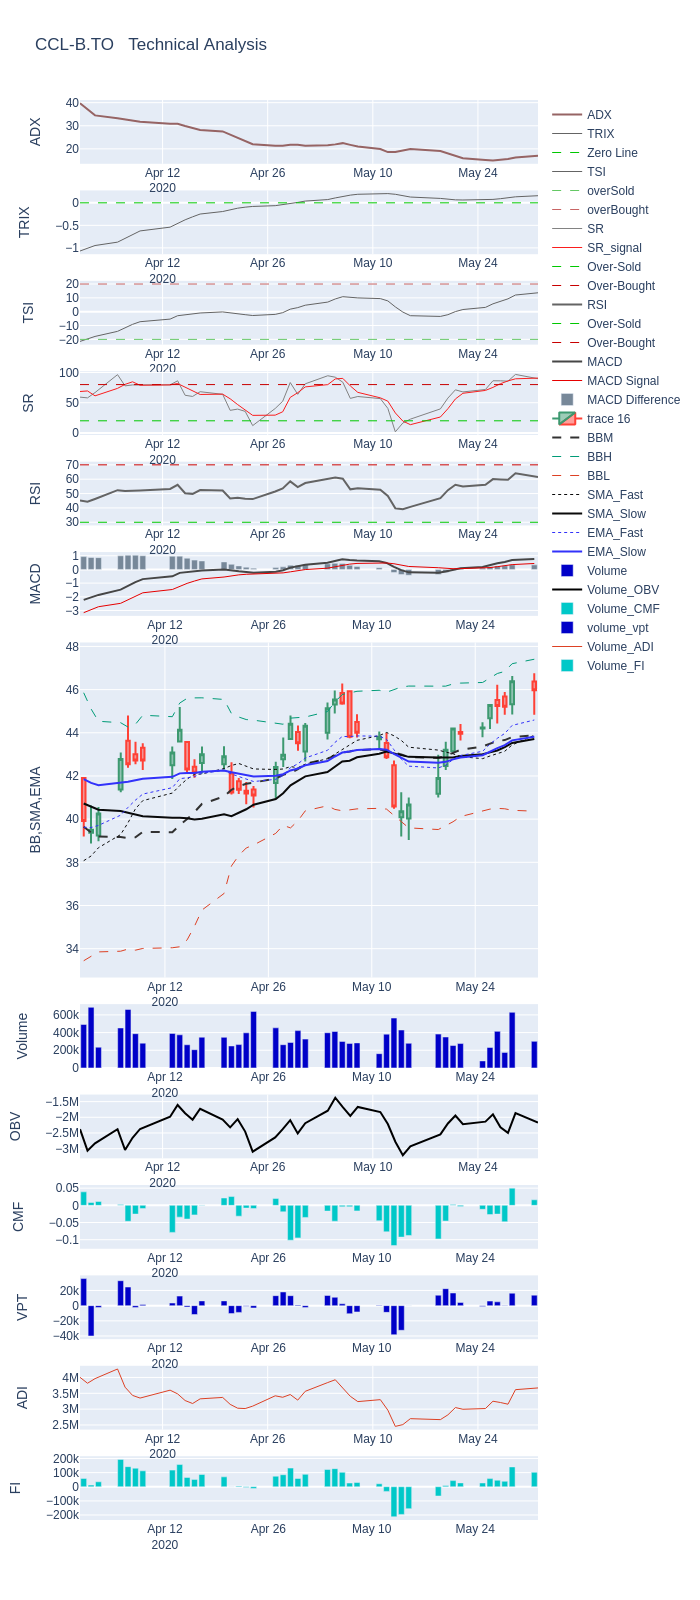 CCL-B.TO   Technical Analysis
ADX
40
30
20
Apr 12
2020
Apr 26
May 10
May 24
TRIX
0
−0.5
−1
Apr 12
2020
Apr 26
May 10
May 24
TSI
20
10
0
−10
−20
Apr 12
2020
Apr 26
May 10
May 24
SR
100
50
0
Apr 12
2020
Apr 26
May 10
May 24
RSI
70
60
50
40
30
Apr 12
2020
Apr 26
May 10
May 24
MACD
1
0
−1
−2
−3
Apr 12
2020
Apr 26
May 10
May 24
BB,SMA,EMA
48
46
44
42
40
38
36
34
Apr 12
2020
Apr 26
May 10
May 24
Volume
600k
400k
200k
0
Apr 12
2020
Apr 26
May 10
May 24
OBV
−1.5M
−2M
−2.5M
−3M
Apr 12
2020
Apr 26
May 10
May 24
CMF
0.05
0
−0.05
−0.1
Apr 12
2020
Apr 26
May 10
May 24
VPT
20k
0
−20k
−40k
Apr 12
2020
Apr 26
May 10
May 24
ADI
4M
3.5M
3M
2.5M
Apr 12
2020
Apr 26
May 10
May 24
FI
200k
100k
0
−100k
−200k
Apr 12
2020
Apr 26
May 10
May 24
ADX
TRIX
Zero Line
TSI
overSold
overBought
SR
SR_signal
Over-Sold
Over-Bought
RSI
Over-Sold
Over-Bought
MACD
MACD Signal
MACD Difference
trace 16
BBM
BBH
BBL
SMA_Fast
SMA_Slow
EMA_Fast
EMA_Slow
Volume
Volume_OBV
Volume_CMF
volume_vpt
Volume_ADI
Volume_FI